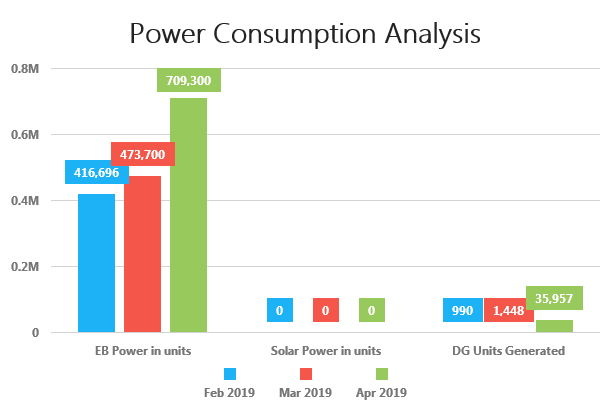 Power Consumption Analysis
0.8M
709,300
0.6M
473,700
416,696
0.4M
0.2M
35,957
0 0 0 990 1,448
0
EB Power in units Solar Power in units DG Units Generated
Feb 2019 Mar 2019 Apr 2019